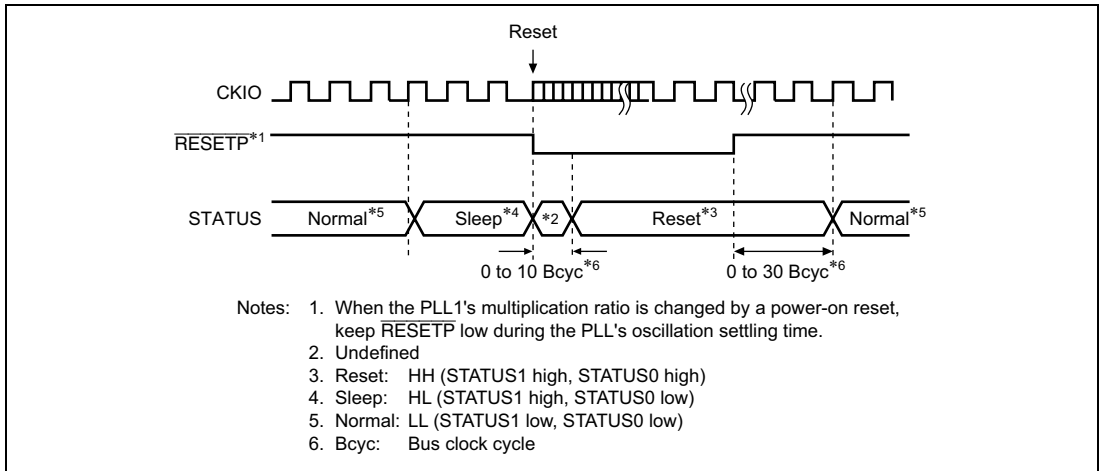 Reset
CKIO
RESETP*1
STATUS Normal*5 Sleep*4 *2 Reset*3 Normal*5
0 to 10 Bcyc*6 0 to 30 Bcyc*6
Notes: 1. When the PLL1's multiplication ratio is changed by a power-on reset,
keep RESETP low during the PLL's oscillation settling time.
2. Undefined
3. Reset: HH (STATUS1 high, STATUS0 high)
4. Sleep: HL (STATUS1 high, STATUS0 low)
5. Normal: LL (STATUS1 low, STATUS0 low)
6. Bcyc: Bus clock cycle